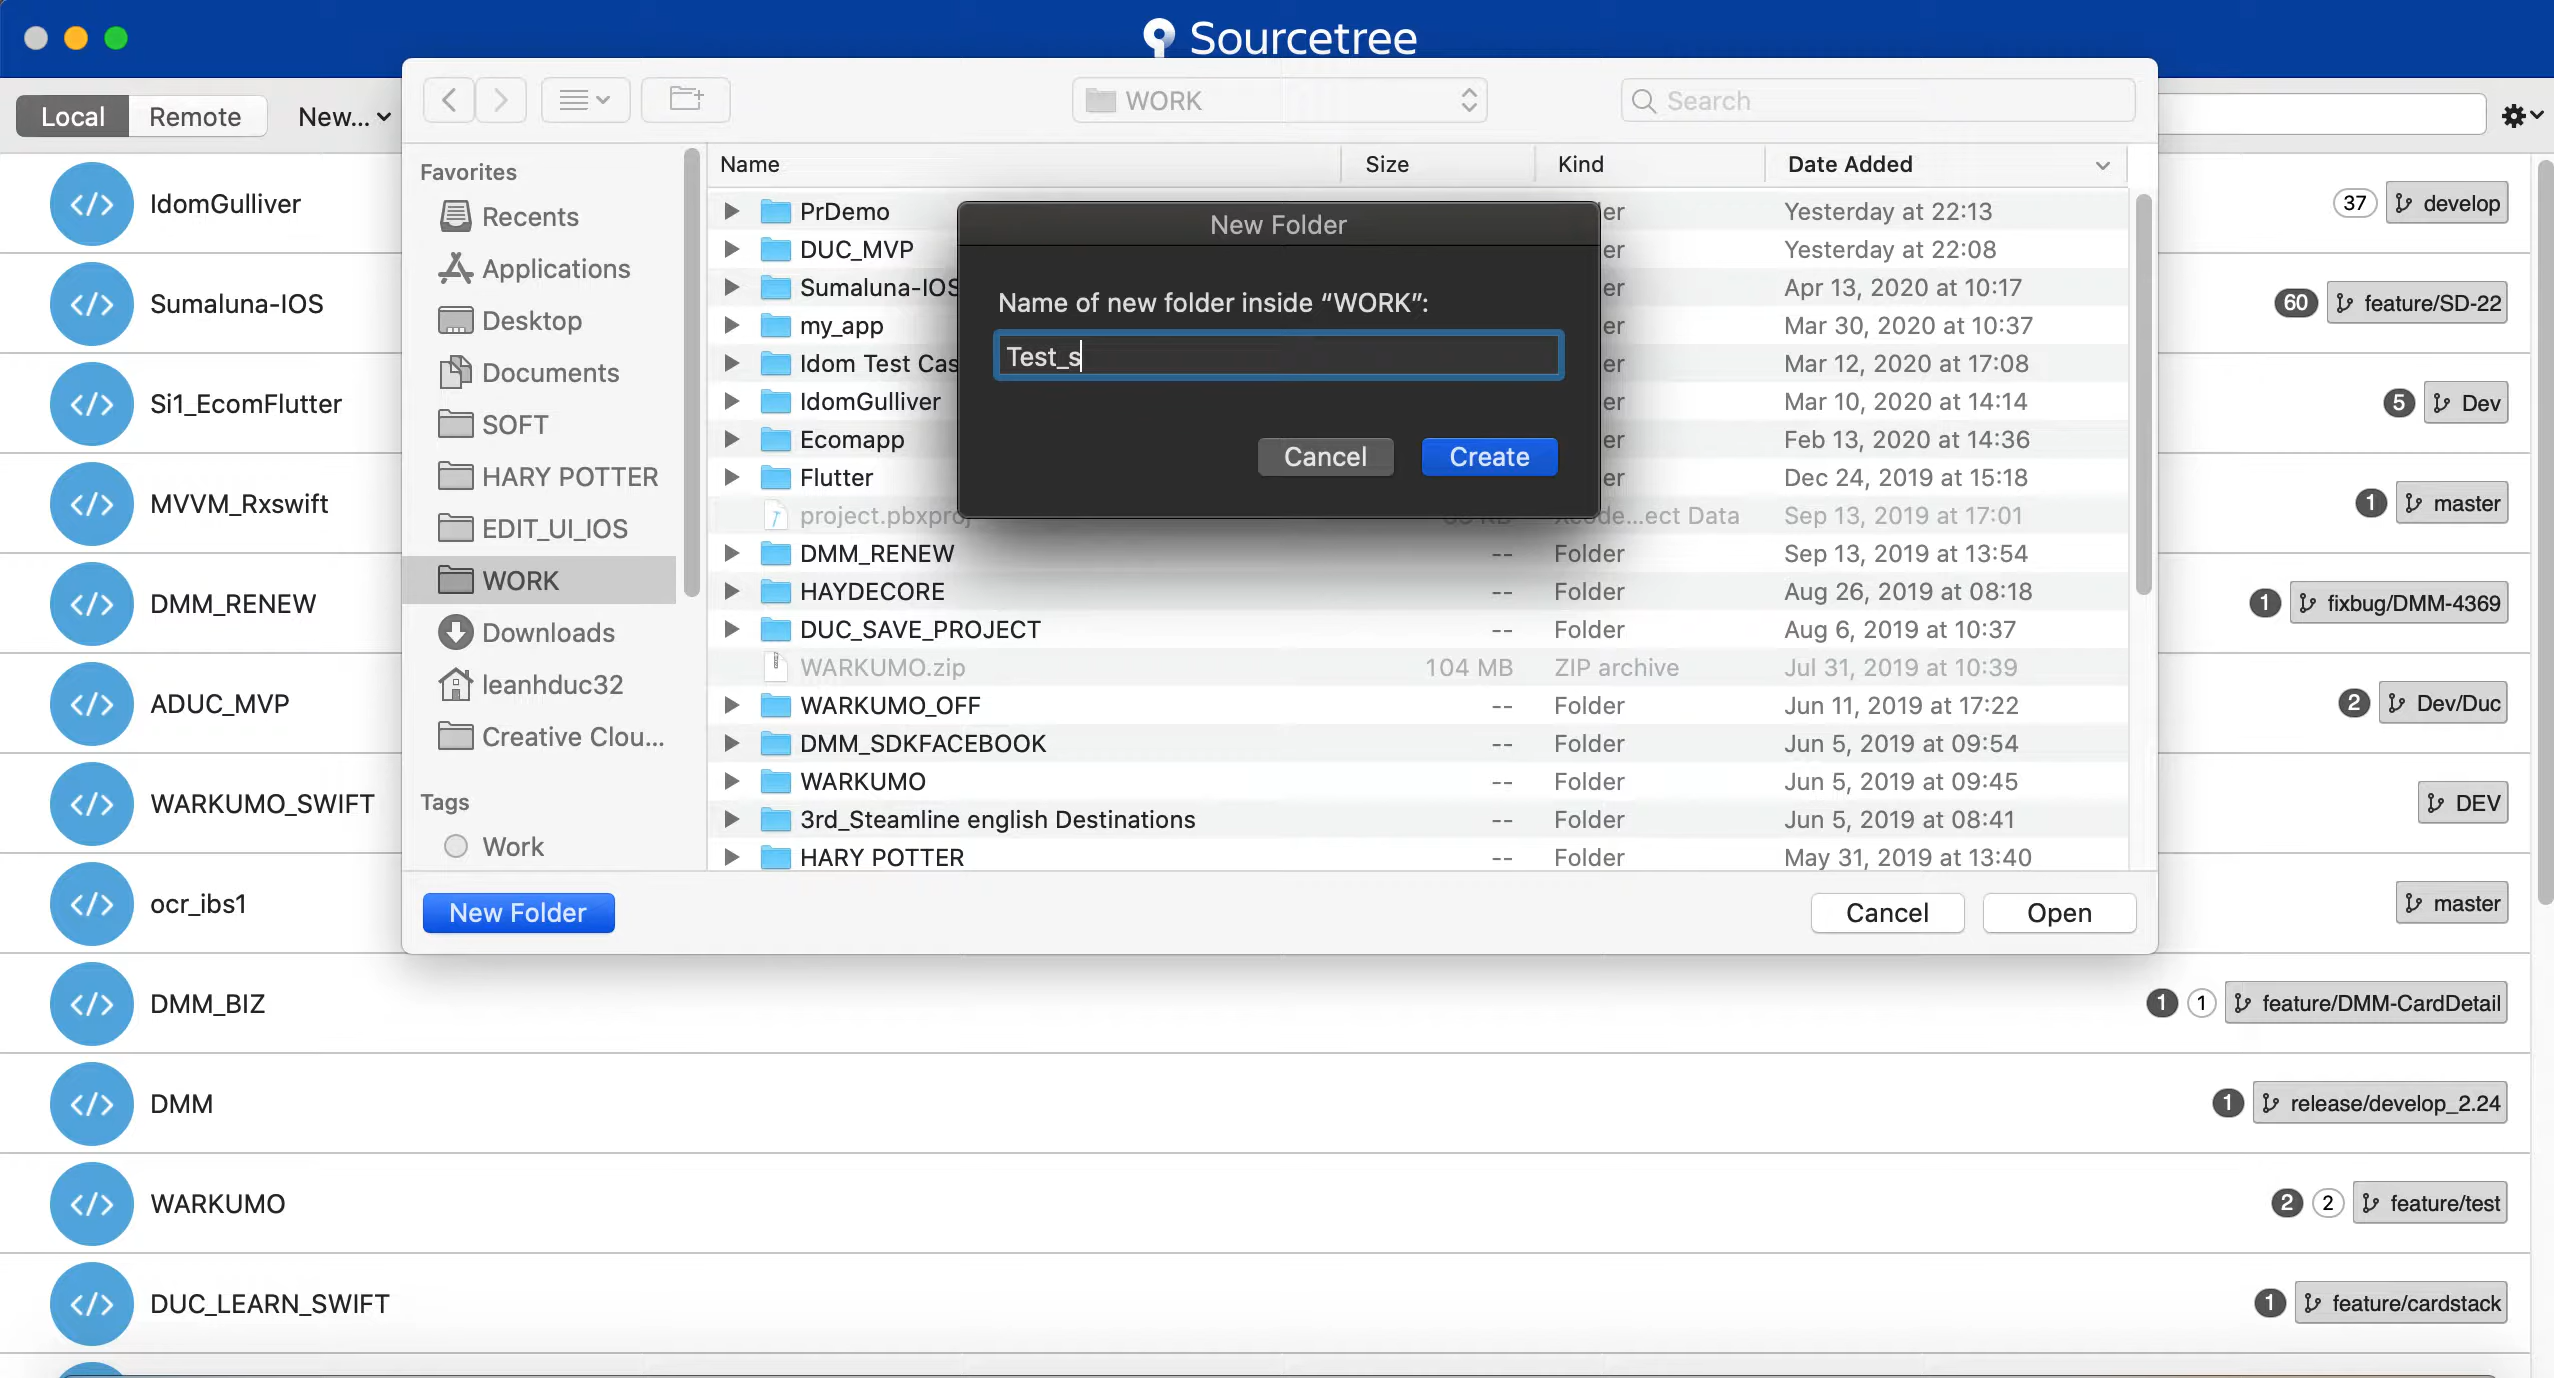 Sourcetree
Local Remote New...
WORK
Search
IdomGulliver 37 develop
Sumaluna-IOS 60 feature/SD-22
Si1_EcomFlutter 5 Dev
MVVM_Rxswift 1 master
DMM_RENEW 1 fixbug/DMM-4369
ADUC_MVP 2 Dev/Duc
WARKUMO_SWIFT DEV
ocr_ibs1 master
DMM_BIZ 1 1 feature/DMM-CardDetail
DMM 1 release/develop_2.24
WARKUMO 2 2 feature/test
DUC_LEARN_SWIFT 1 feature/cardstack
Favorites
Recents
Applications
Desktop
Documents
SOFT
HARY POTTER
EDIT_UI_IOS
WORK
Downloads
leanhduc32
Creative Clou...
Tags
Work
Name Size Kind Date Added
PrDemo er Yesterday at 22:13
DUC_MVP er Yesterday at 22:08
Sumaluna-IOS er Apr 13, 2020 at 10:17
my_app er Mar 30, 2020 at 10:37
Idom Test Cas er Mar 12, 2020 at 17:08
IdomGulliver er Mar 10, 2020 at 14:14
Ecomapp er Feb 13, 2020 at 14:36
Flutter er Dec 24, 2019 at 15:18
project.pbxproj ...ect Data Sep 13, 2019 at 17:01
DMM_RENEW -- Folder Sep 13, 2019 at 13:54
HAYDECORE -- Folder Aug 26, 2019 at 08:18
DUC_SAVE_PROJECT -- Folder Aug 6, 2019 at 10:37
WARKUMO.zip 104 MB ZIP archive Jul 31, 2019 at 10:39
WARKUMO_OFF -- Folder Jun 11, 2019 at 17:22
DMM_SDKFACEBOOK -- Folder Jun 5, 2019 at 09:54
WARKUMO -- Folder Jun 5, 2019 at 09:45
3rd_Steamline english Destinations -- Folder Jun 5, 2019 at 08:41
HARY POTTER -- Folder May 31, 2019 at 13:40
New Folder
Name of new folder inside “WORK”:
Test_s
Cancel Create
New Folder Cancel Open